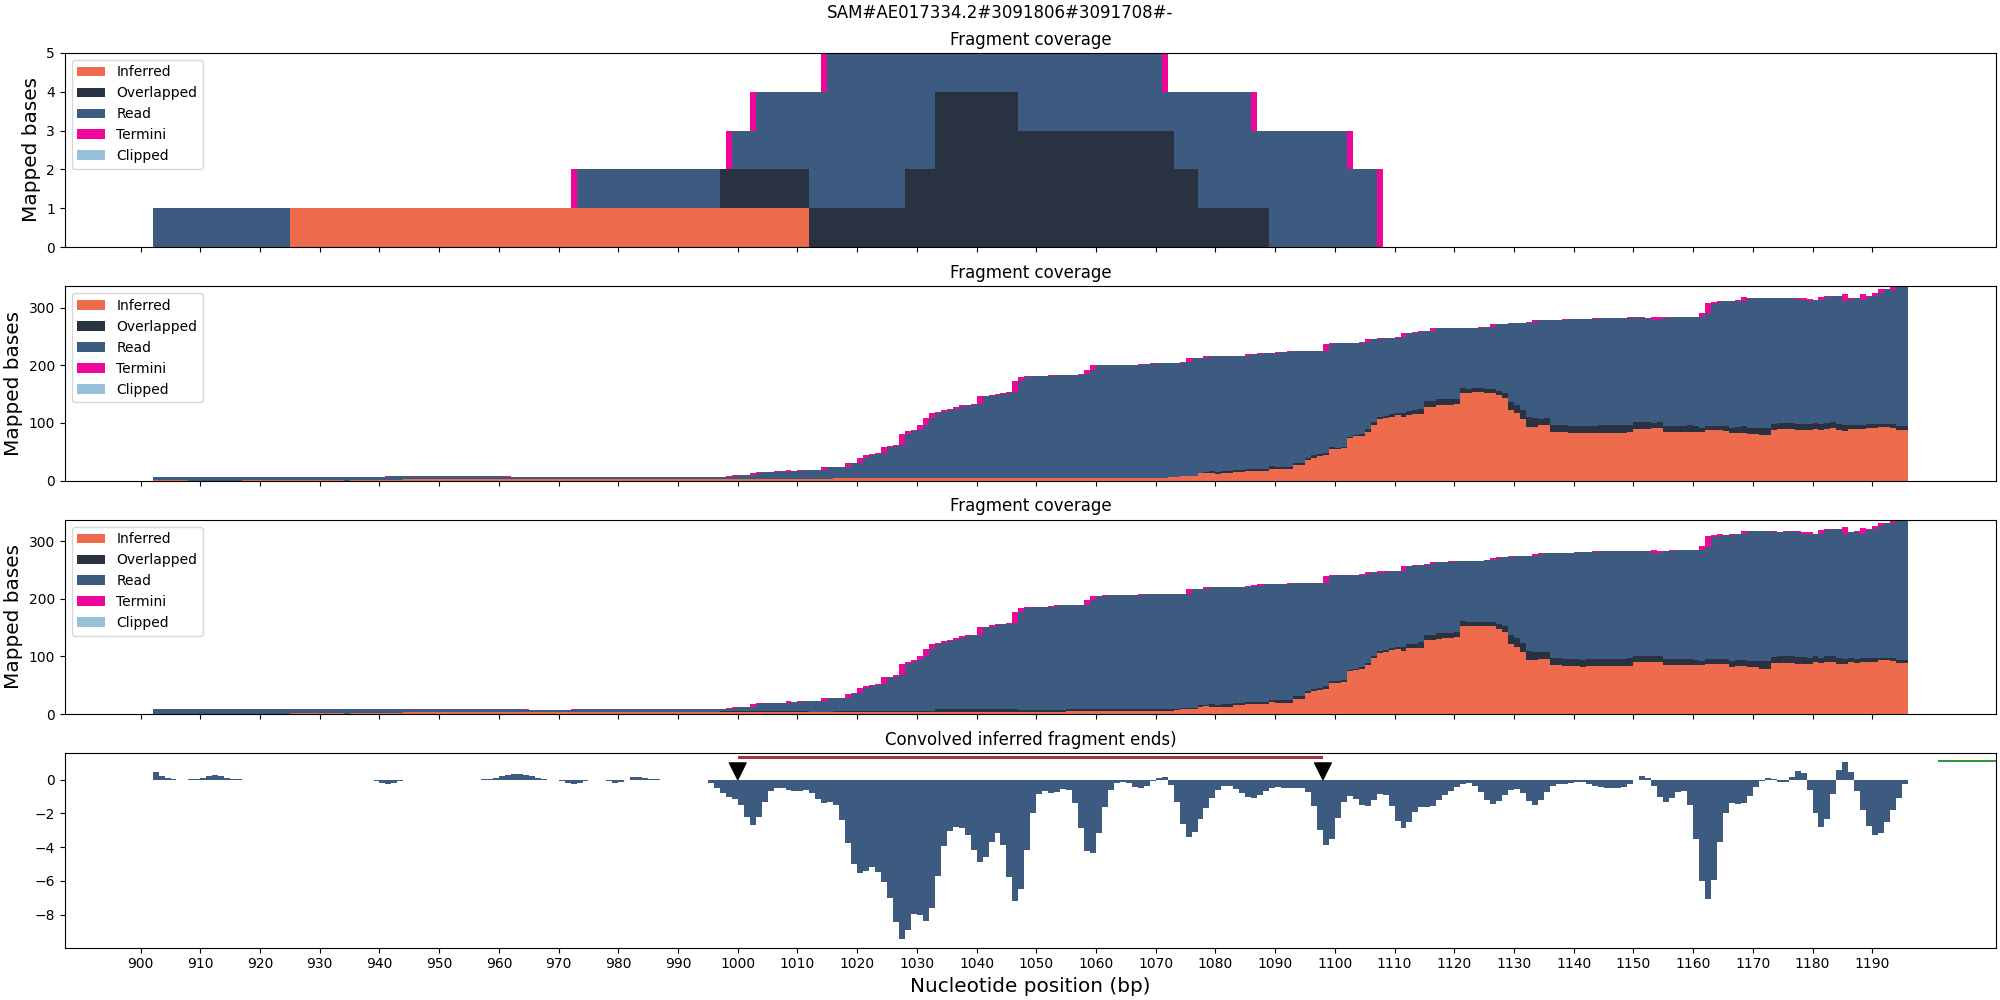 SAM#AE017334.2#3091806#3091708#-
Fragment coverage
Mapped bases
5
4
3
2
1
0
Inferred
Overlapped
Read
Termini
Clipped
Fragment coverage
Mapped bases
300
200
100
0
Inferred
Overlapped
Read
Termini
Clipped
Fragment coverage
Mapped bases
300
200
100
0
Inferred
Overlapped
Read
Termini
Clipped
Convolved inferred fragment ends)
0
−2
−4
−6
−8
900 910 920 930 940 950 960 970 980 990 1000 1010 1020 1030 1040 1050 1060 1070 1080 1090 1100 1110 1120 1130 1140 1150 1160 1170 1180 1190
Nucleotide position (bp)